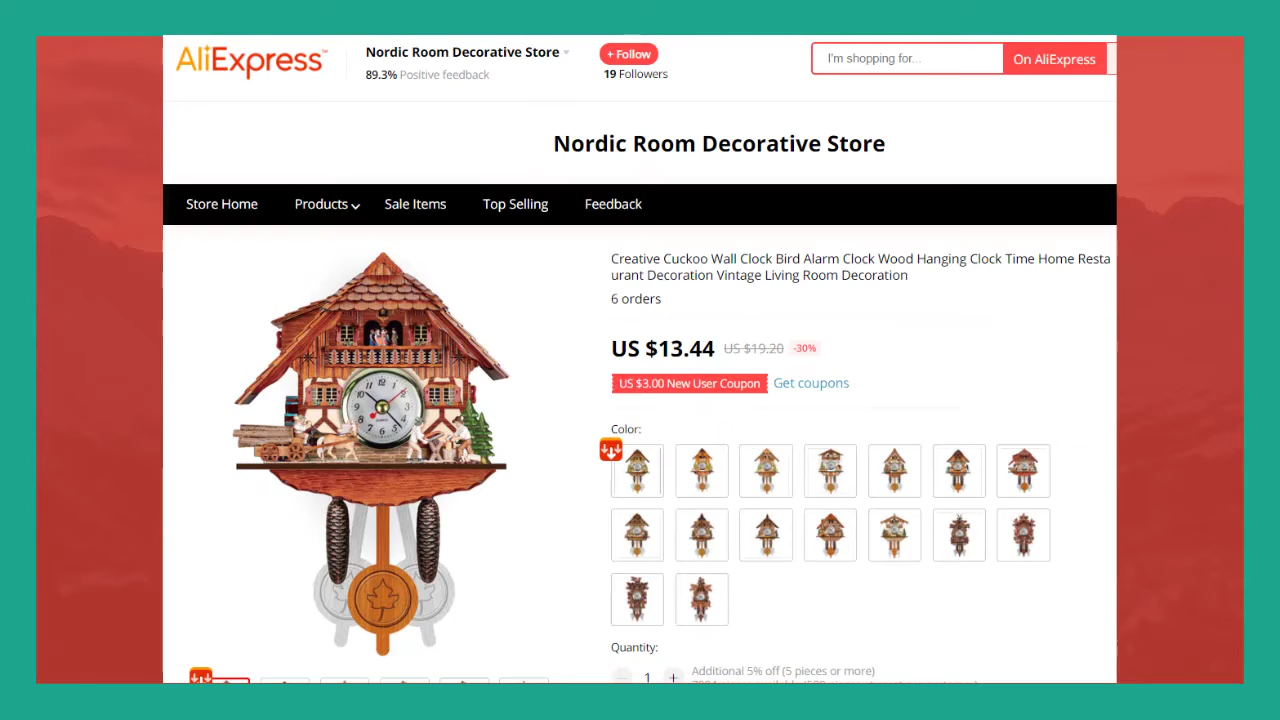 AliExpress™
Nordic Room Decorative Store
89.3% Positive feedback
+ Follow
19 Followers
I'm shopping for...
On AliExpress
Nordic Room Decorative Store
Store Home
Products
Sale Items
Top Selling
Feedback
Creative Cuckoo Wall Clock Bird Alarm Clock Wood Hanging Clock Time Home Resta
urant Decoration Vintage Living Room Decoration
6 orders
US $13.44 US $19.20 -30%
US $3.00 New User Coupon Get coupons
Color:
Quantity:
1
Additional 5% off (5 pieces or more)